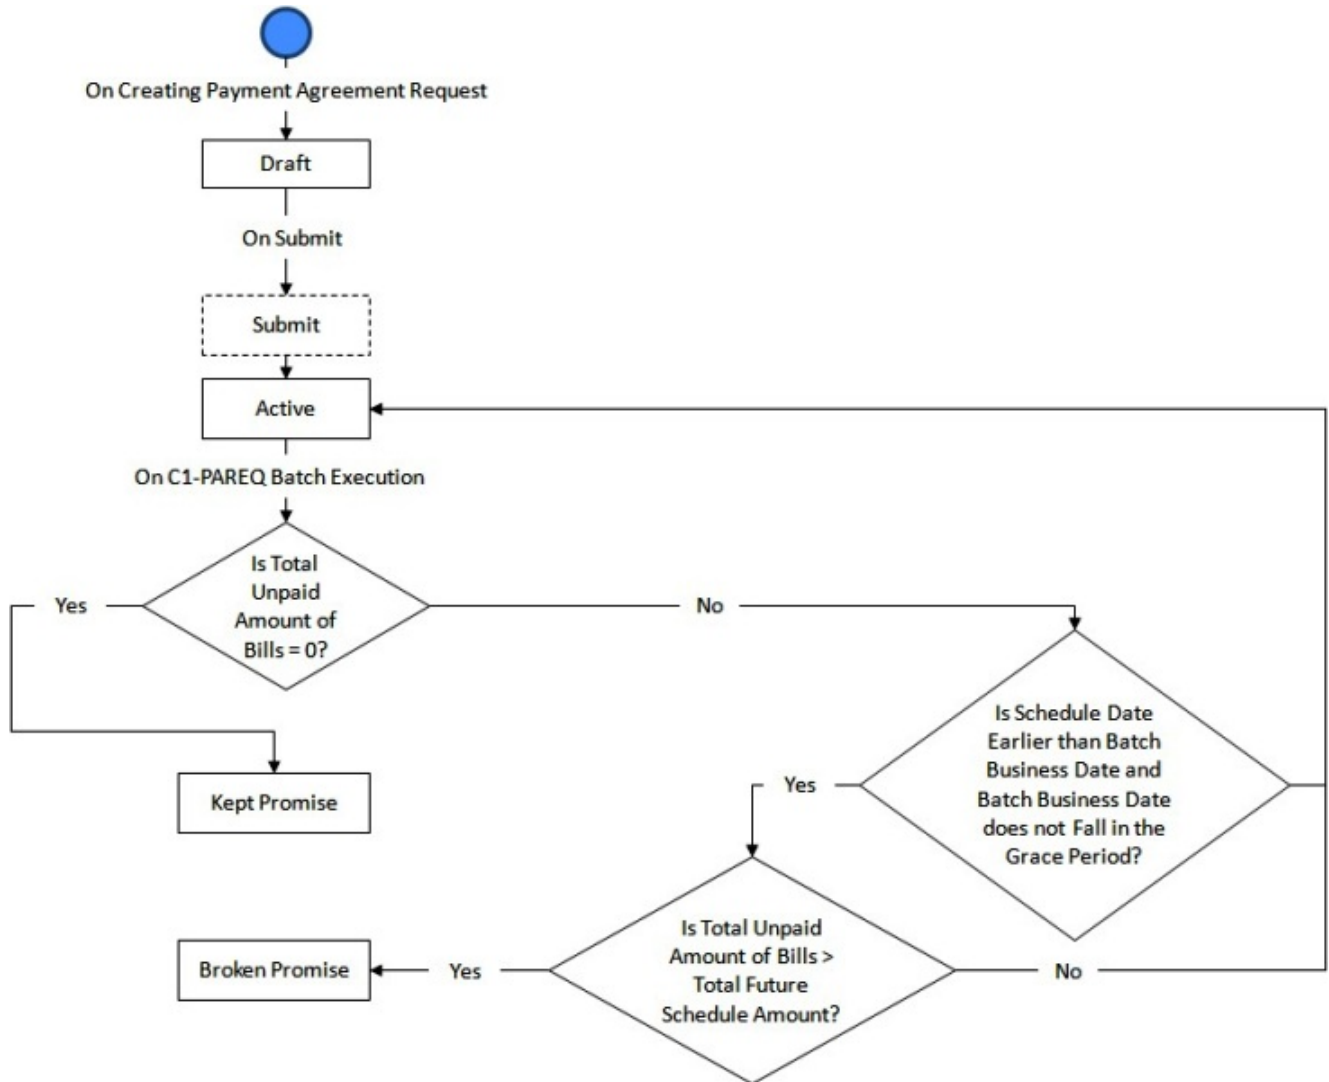 On Creating Payment Agreement Request
Draft
On Submit
Submit
Active
On C1-PAREQ Batch Execution
Is Total
Unpaid
Amount of
Bills = 0?
Yes
No
Is Schedule Date
Earlier than Batch
Business Date and
Batch Business Date
does not Fall in the
Grace Period?
Yes
Kept Promise
Is Total Unpaid
Amount of Bills >
Total Future
Schedule Amount?
Yes
No
Broken Promise